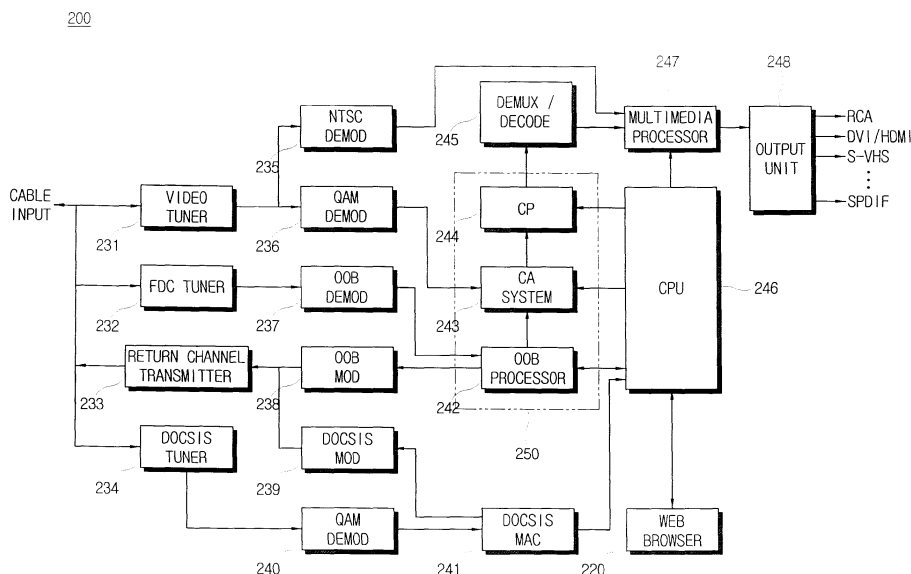 200
247
248
NTSC
DEMOD
235
DEMUX /
DECODE
245
MULTIMEDIA
PROCESSOR
OUTPUT
UNIT
RCA
DVI/HDMI
S-VHS
SPDIF
CABLE
INPUT
VIDEO
TUNER
231
QAM
DEMOD
236
CP
244
CPU
246
FDC TUNER
232
OOB
DEMOD
237
CA
SYSTEM
243
RETURN CHANNEL
TRANSMITTER
233
OOB
MOD
238
OOB
PROCESSOR
242
250
DOCSIS
TUNER
234
DOCSIS
MOD
239
QAM
DEMOD
240
DOCSIS
MAC
241
WEB
BROWSER
220